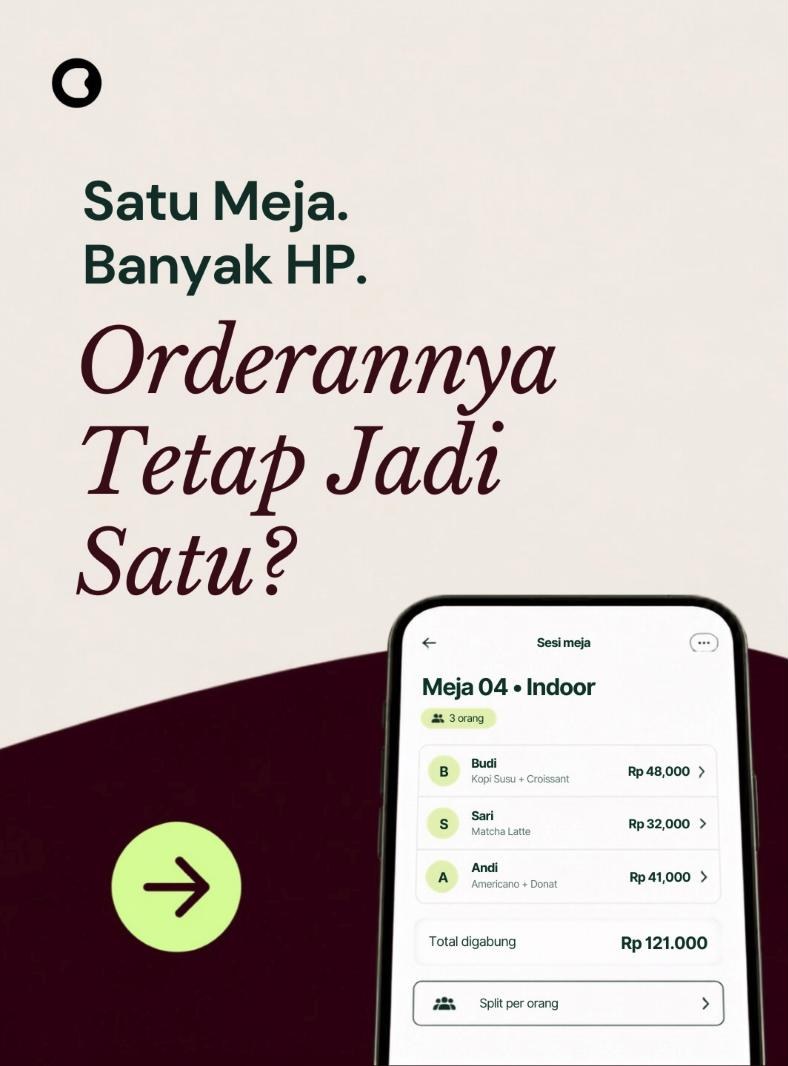 Satu Meja.
Banyak HP.
Orderannya
Tetap Jadi
Satu?
Sesi meja
Meja 04 • Indoor
3 orang
B
Budi
Rp 48,000
Kopi Susu + Croissant
S
Sari
Rp 32,000
Matcha Latte
A
Andi
Rp 41,000
Americano + Donat
Total digabung
Rp 121.000
Split per orang